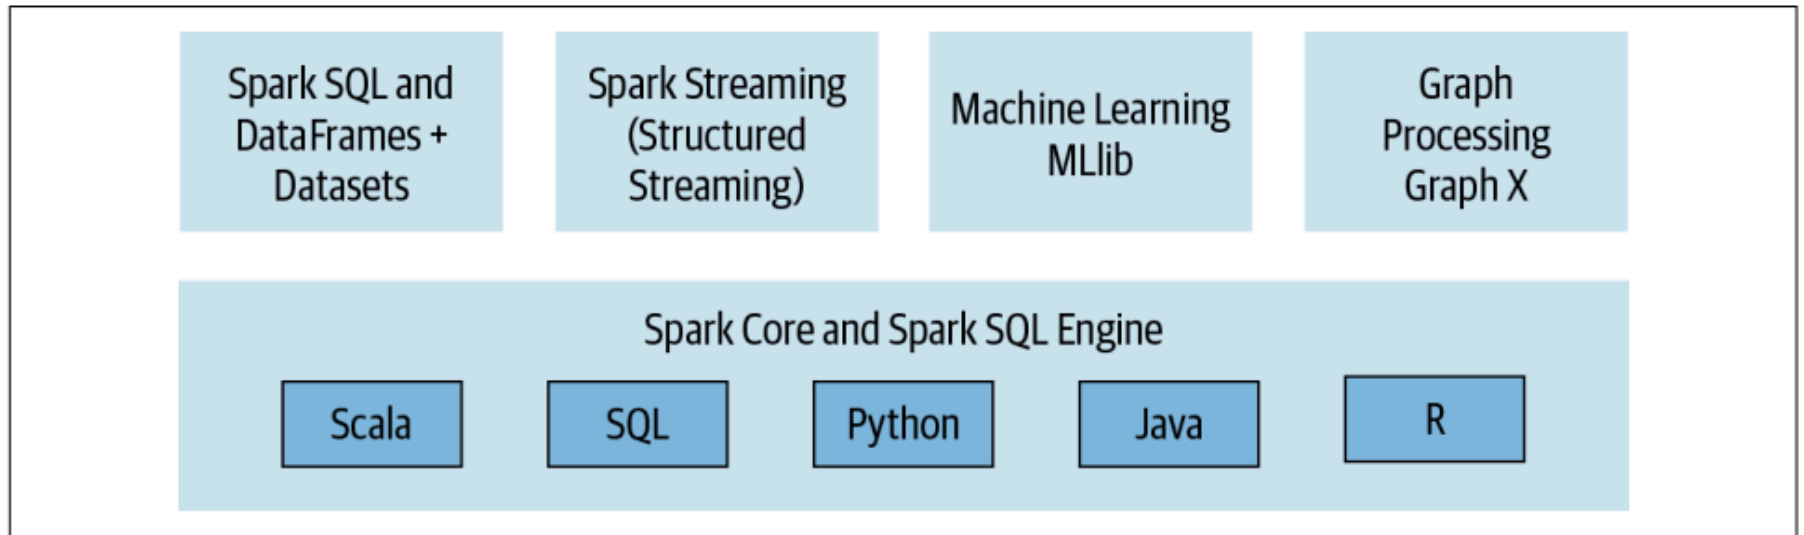 Spark SQL and
DataFrames +
Datasets
Spark Streaming
(Structured
Streaming)
Machine Learning
MLlib
Graph
Processing
Graph X
Spark Core and Spark SQL Engine
Scala
SQL
Python
Java
R